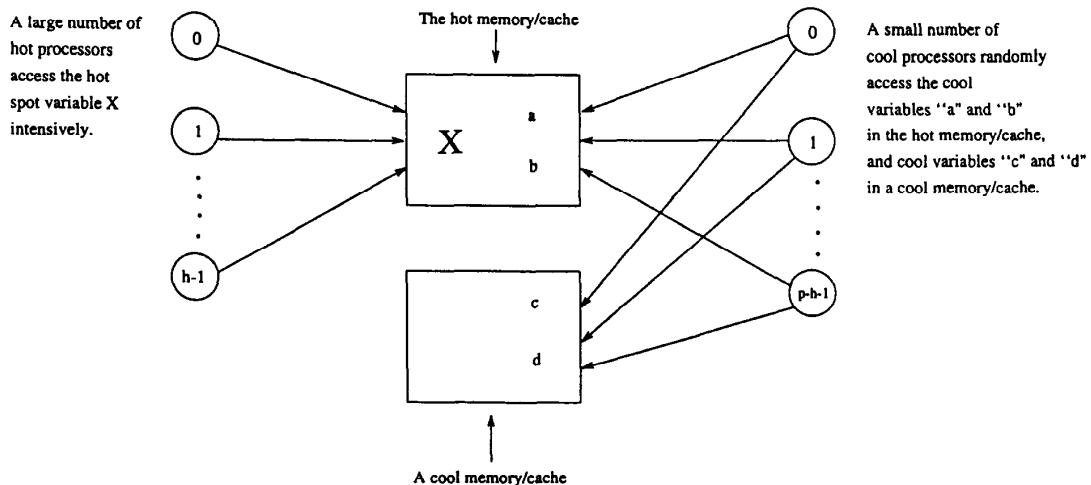 A large number of
hot processors
access the hot
spot variable X
intensively.
0
1
h-1
The hot memory/cache
X
a
b
c
d
A cool memory/cache
0
1
p-h-1
A small number of
cool processors randomly
access the cool
variables "a" and "b"
in the hot memory/cache,
and cool variables "c" and "d"
in a cool memory/cache.